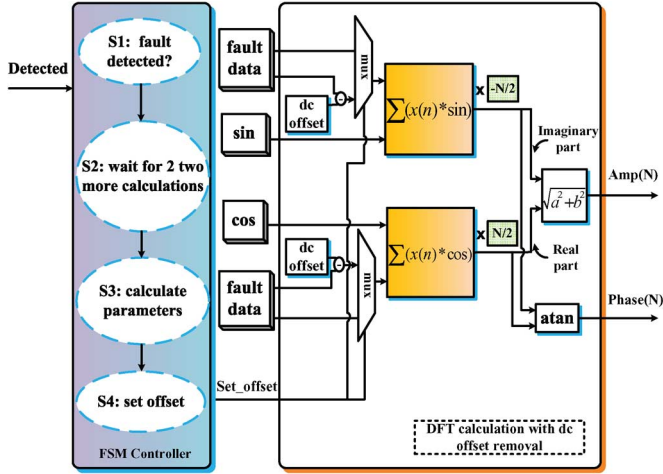 Detected
S1: fault
detected?
S2: wait for 2 two
more calculations
S3: calculate
parameters
S4: set offset
FSM Controller
Set_offset
fault
data
dc
offset
-
mux
sin
∑(x(n)*sin)
x -N/2
Imaginary
part
cos
dc
offset
-
mux
fault
data
∑(x(n)*cos)
x N/2
Real
part
√a²+b²
Amp(N)
atan
Phase(N)
DFT calculation with dc
offset removal